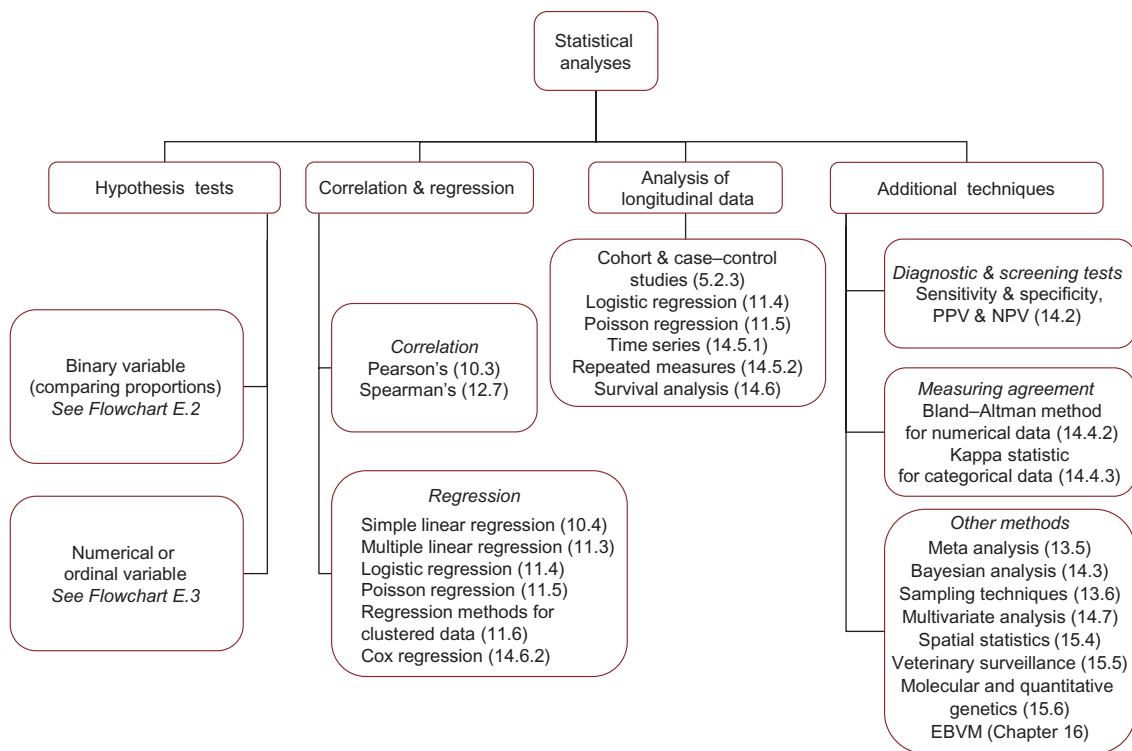 Statistical
analyses
Hypothesis tests
Correlation & regression
Analysis of
longitudinal data
Additional techniques
Binary variable
(comparing proportions)
See Flowchart E.2
Numerical or
ordinal variable
See Flowchart E.3
Correlation
Pearson's (10.3)
Spearman's (12.7)
Regression
Simple linear regression (10.4)
Multiple linear regression (11.3)
Logistic regression (11.4)
Poisson regression (11.5)
Regression methods for
clustered data (11.6)
Cox regression (14.6.2)
Cohort & case–control
studies (5.2.3)
Logistic regression (11.4)
Poisson regression (11.5)
Time series (14.5.1)
Repeated measures (14.5.2)
Survival analysis (14.6)
Diagnostic & screening tests
Sensitivity & specificity,
PPV & NPV (14.2)
Measuring agreement
Bland–Altman method
for numerical data (14.4.2)
Kappa statistic
for categorical data (14.4.3)
Other methods
Meta analysis (13.5)
Bayesian analysis (14.3)
Sampling techniques (13.6)
Multivariate analysis (14.7)
Spatial statistics (15.4)
Veterinary surveillance (15.5)
Molecular and quantitative
genetics (15.6)
EBVM (Chapter 16)